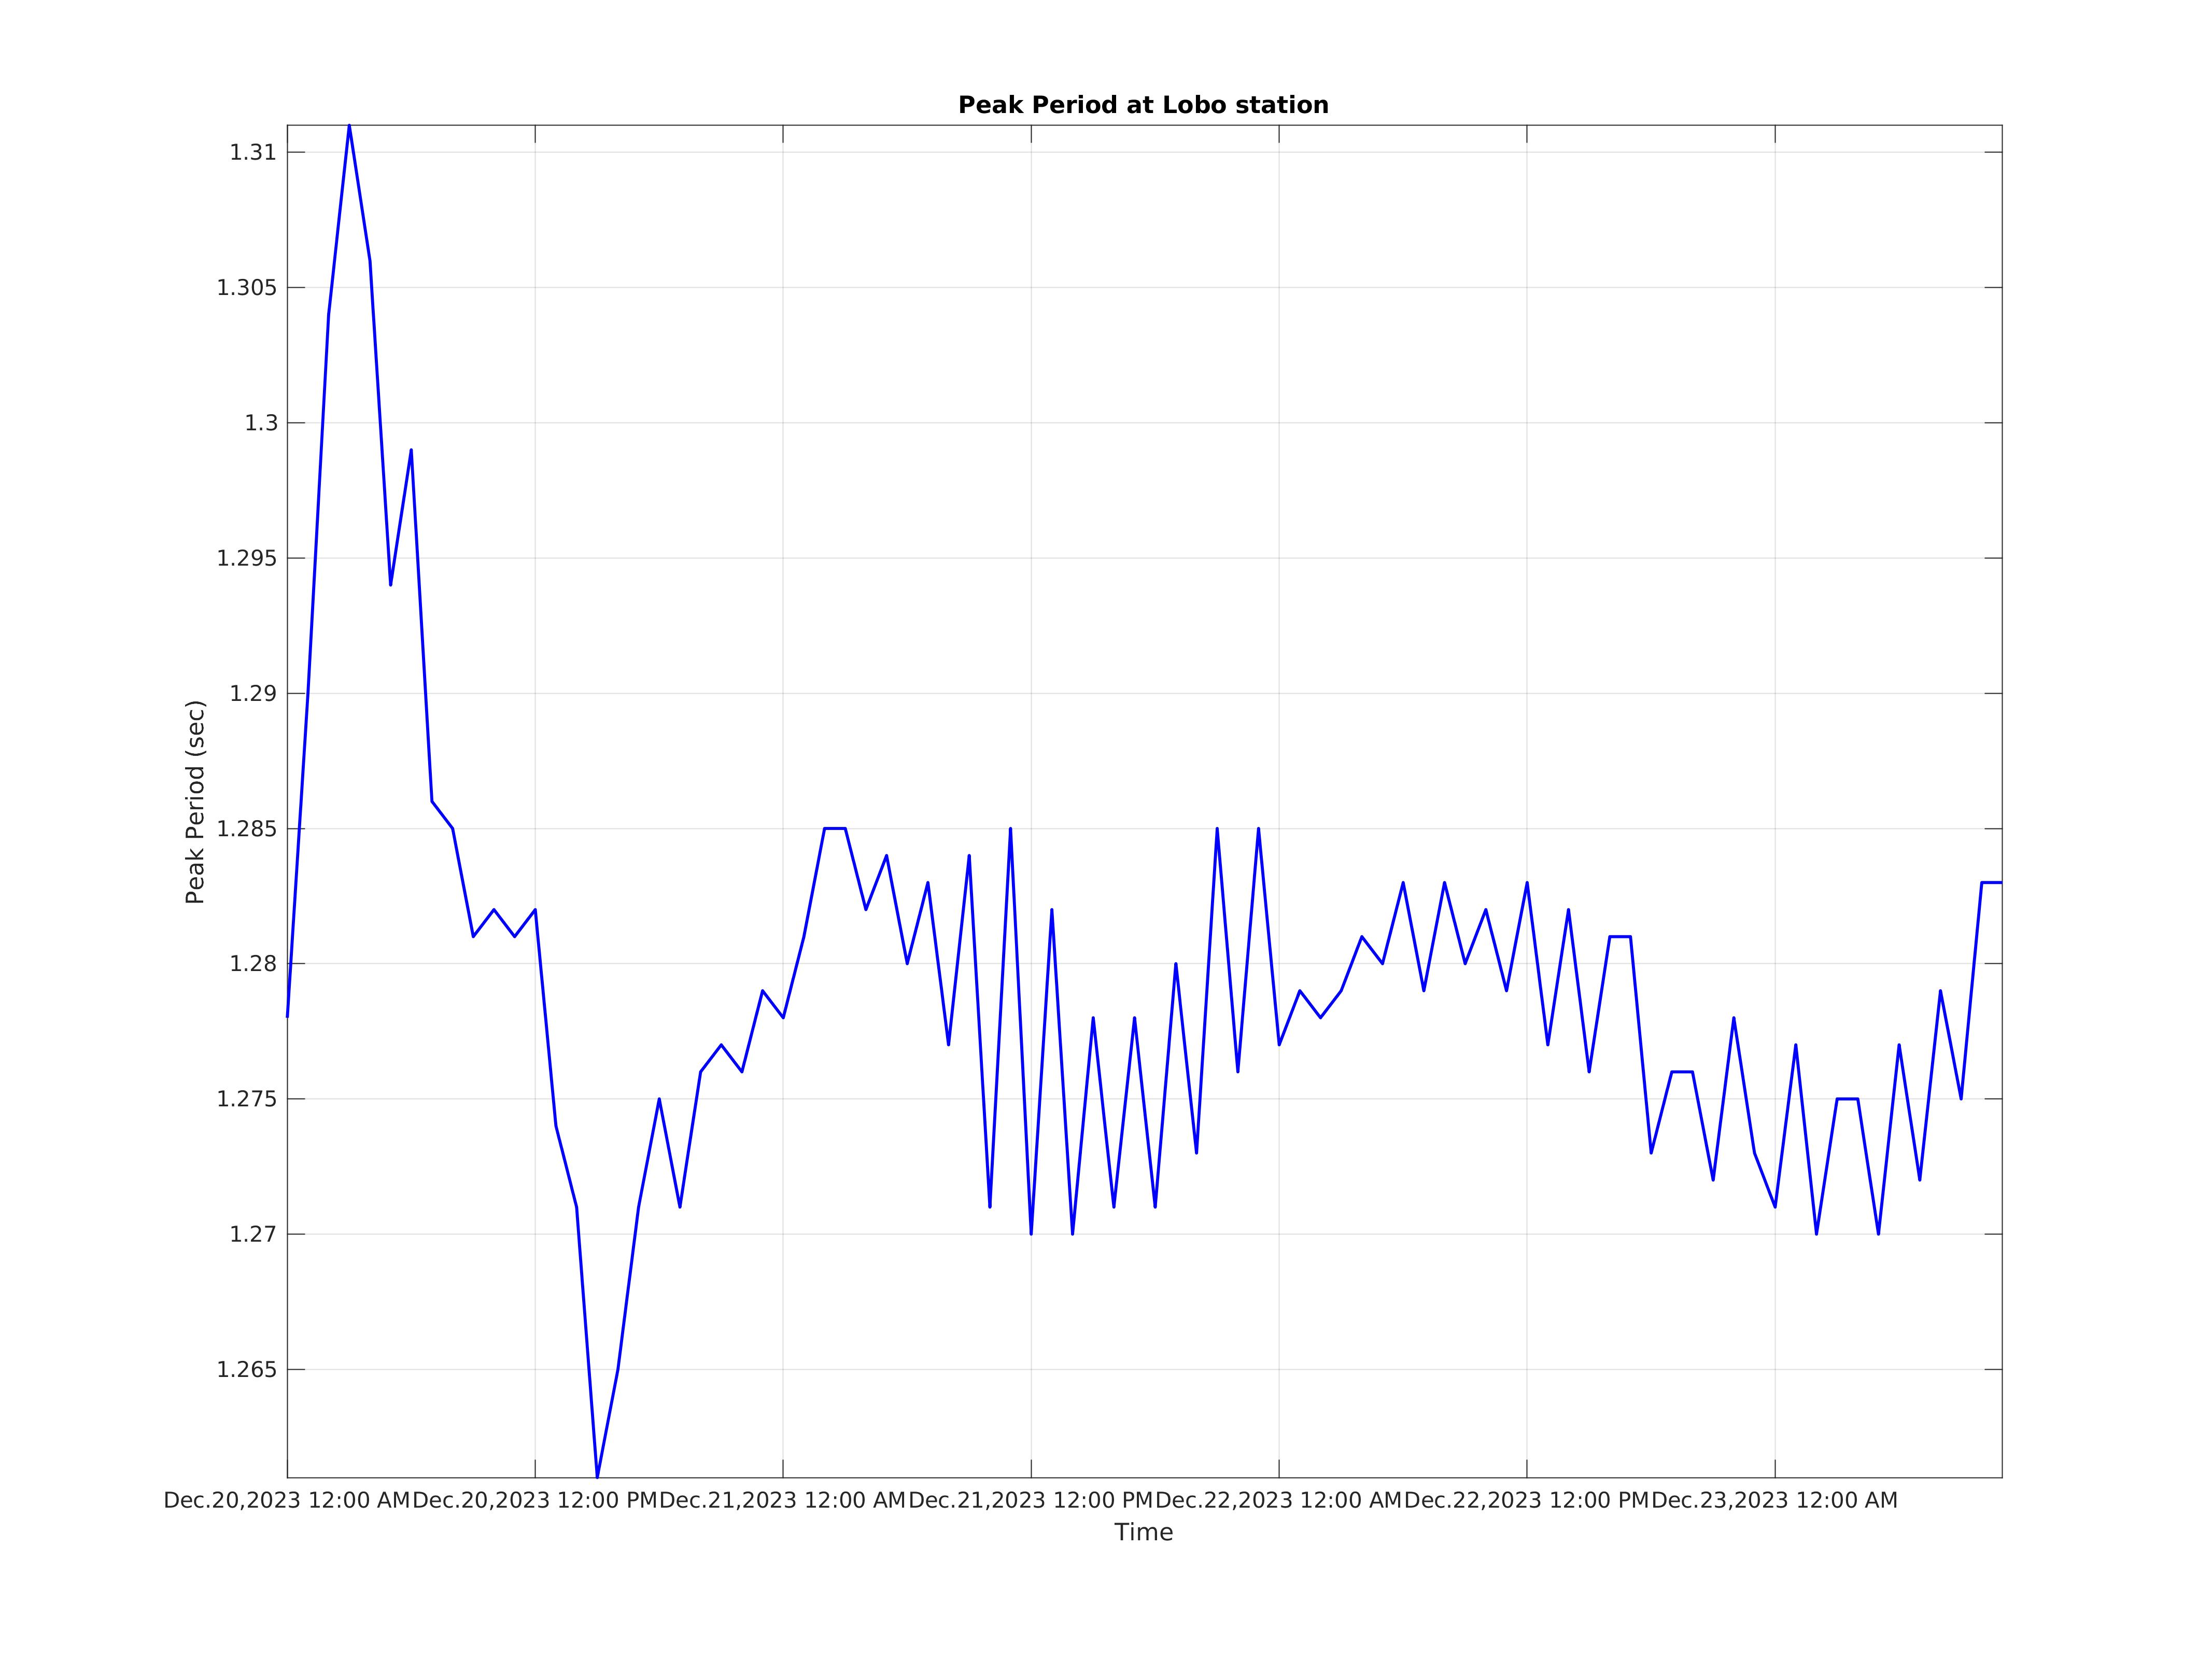 Peak Period at Lobo station
1.31
1.305
1.3
1.295
1.29
1.285
1.28
1.275
1.27
1.265
Peak Period (sec)
Dec.20,2023 12:00 AM Dec.20,2023 12:00 PM Dec.21,2023 12:00 AM Dec.21,2023 12:00 PM Dec.22,2023 12:00 AM Dec.22,2023 12:00 PM Dec.23,2023 12:00 AM
Time